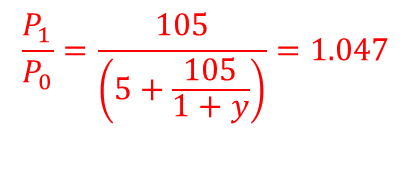 P₁/P₀ = 105/(5 + 105/(1 + y)) = 1.047